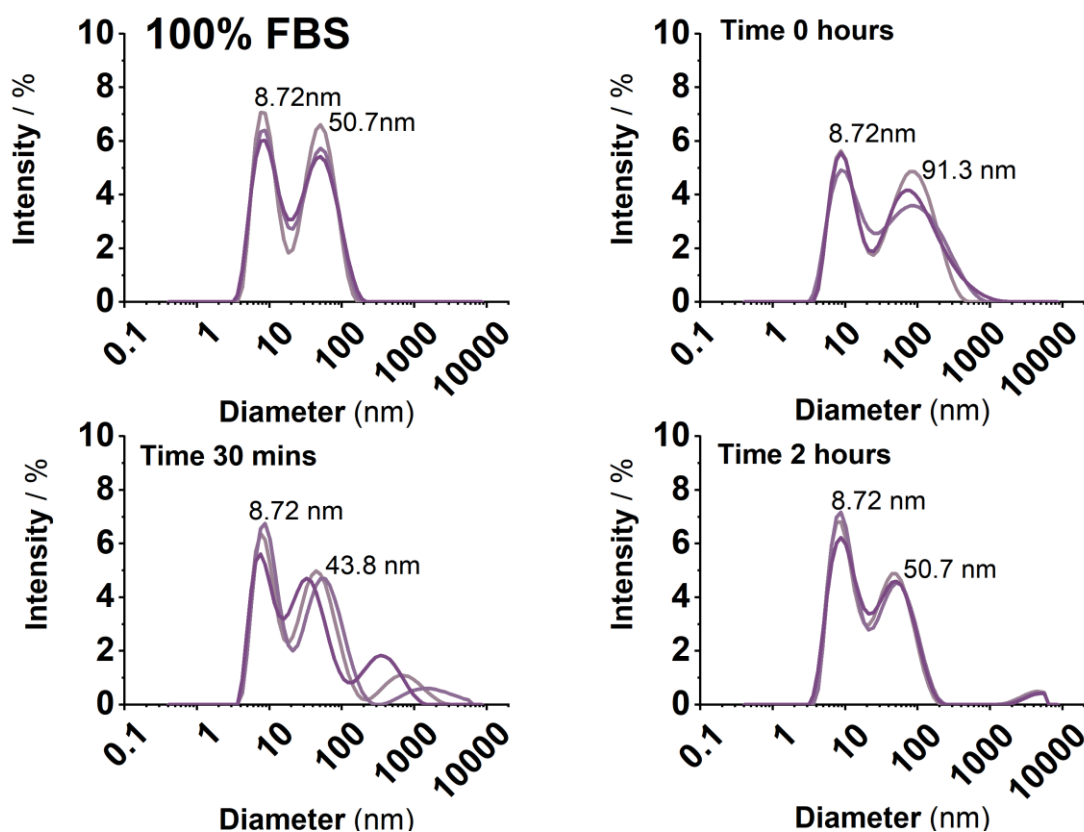 100% FBS
10
8
6
4
2
0
Intensity / %
8.72nm
50.7nm
0.1
1
10
100
1000
10000
Diameter (nm)
Time 0 hours
10
8
6
4
2
0
Intensity / %
8.72nm
91.3 nm
0.1
1
10
100
1000
10000
Diameter (nm)
Time 30 mins
10
8
6
4
2
0
Intensity / %
8.72 nm
43.8 nm
0.1
1
10
100
1000
10000
Diameter (nm)
Time 2 hours
10
8
6
4
2
0
Intensity / %
8.72 nm
50.7 nm
0.1
1
10
100
1000
10000
Diameter (nm)